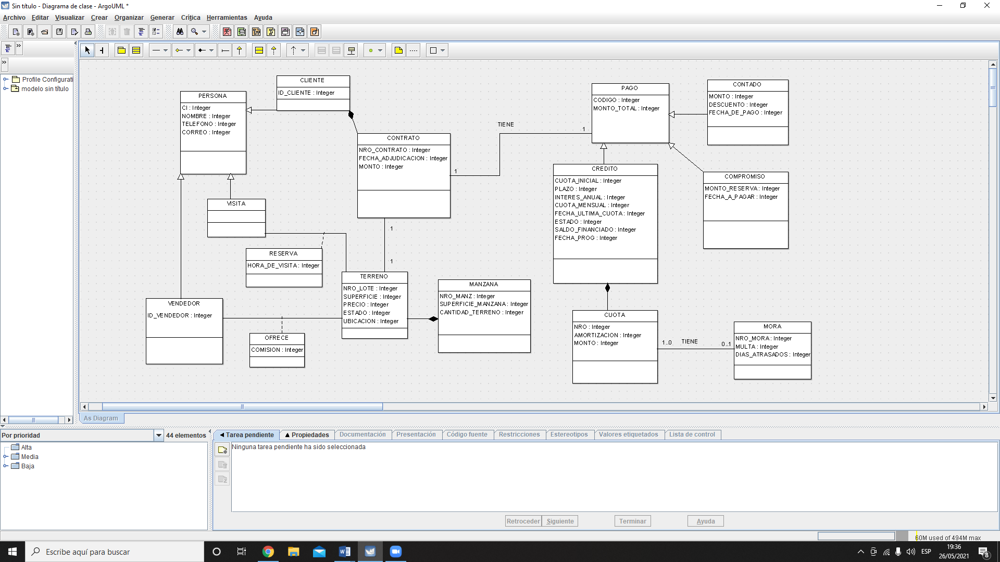 Sin título - Diagrama de clase - ArgoUML *
Archivo Editar Visualizar Crear Organizar Generar Crítica Herramientas Ayuda
Profile Configurati
modelo sin título
CLIENTE
ID_CLIENTE : Integer
PERSONA
CI : Integer
NOMBRE : Integer
TELEFONO : Integer
CORREO : Integer
CONTRATO
NRO_CONTRATO : Integer
FECHA_ADJUDICACION : Integer
MONTO : Integer
TIENE
1
1
PAGO
CODIGO : Integer
MONTO_TOTAL : Integer
CONTADO
MONTO : Integer
DESCUENTO : Integer
FECHA_DE_PAGO : Integer
CREDITO
CUOTA_INICIAL : Integer
PLAZO : Integer
INTERES_ANUAL : Integer
CUOTA_MENSUAL : Integer
FECHA_ULTIMA_CUOTA : Integer
ESTADO : Integer
SALDO_FINANCIADO : Integer
FECHA_PROG : Integer
COMPROMISO
MONTO_RESERVA : Integer
FECHA_A_PAGAR : Integer
VISITA
1
1
RESERVA
HORA_DE_VISITA : Integer
TERRENO
NRO_LOTE : Integer
SUPERFICIE : Integer
PRECIO : Integer
ESTADO : Integer
UBICACION : Integer
MANZANA
NRO_MANZ : Integer
SUPERFICIE_MANZANA : Integer
CANTIDAD_TERRENO : Integer
VENDEDOR
ID_VENDEDOR : Integer
OFRECE
COMISION : Integer
CUOTA
NRO : Integer
AMORTIZACION : Integer
MONTO : Integer
1..0 TIENE 0..1
MORA
NRO_MORA : Integer
MULTA : Integer
DIAS_ATRASADOS : Integer
As Diagram
Por prioridad 44 elementos
Alta
Media
Baja
Tarea pendiente Propiedades Documentación Presentación Código fuente Restricciones Estereotipos Valores etiquetados Lista de control
Ninguna tarea pendiente ha sido seleccionada
Retroceder Siguiente Terminar Ayuda
60M used of 494M max
Escribe aquí para buscar
ESP
19:36
26/05/2021
8